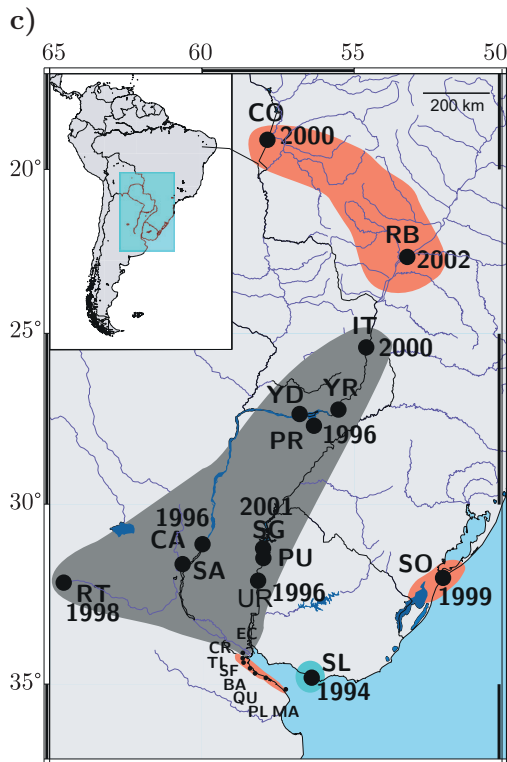 c)
65 60 55 50
200 km
CO
2000
20°
RB
2002
25°
IT
2000
YD YR
PR 1996
30°
2001
1996 SG
CA
SA PU
RT
1998
UR 1996
SO
1999
EC
CR
TI
SF
BA
QU
PL MA
SL
1994
35°